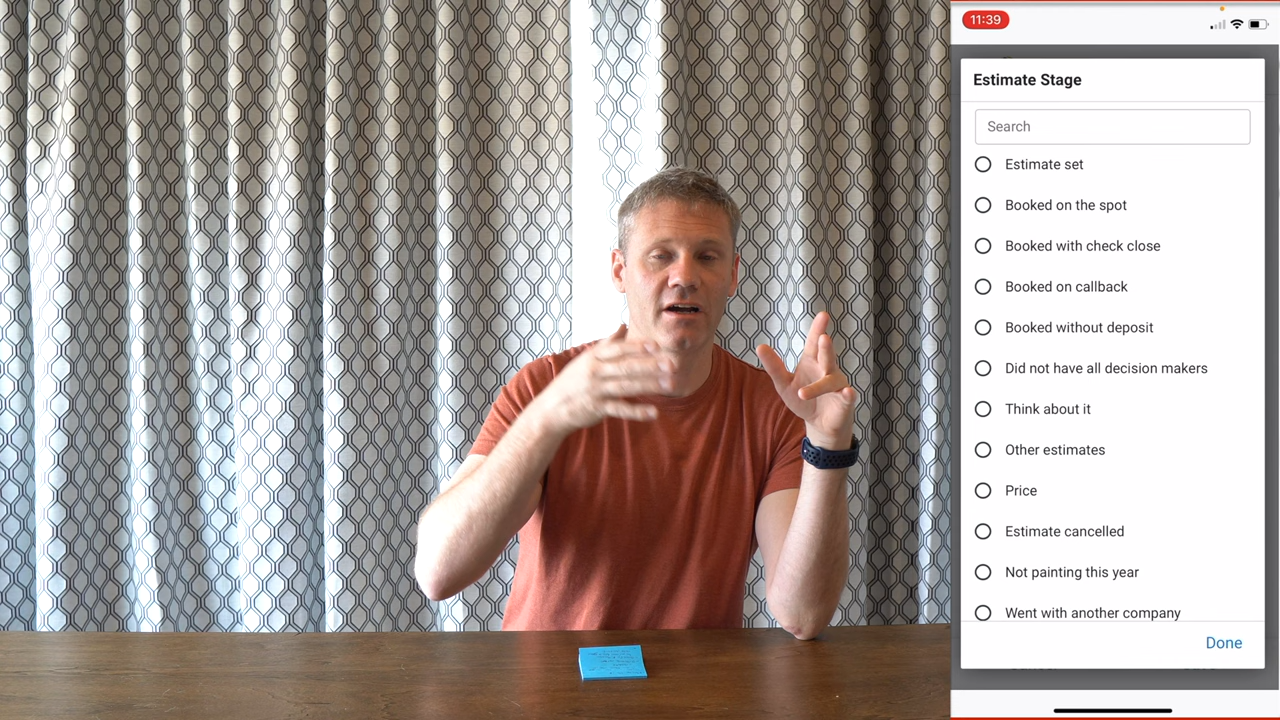 11:39
Estimate Stage
Search
Estimate set
Booked on the spot
Booked with check close
Booked on callback
Booked without deposit
Did not have all decision makers
Think about it
Other estimates
Price
Estimate cancelled
Not painting this year
Went with another company
Done